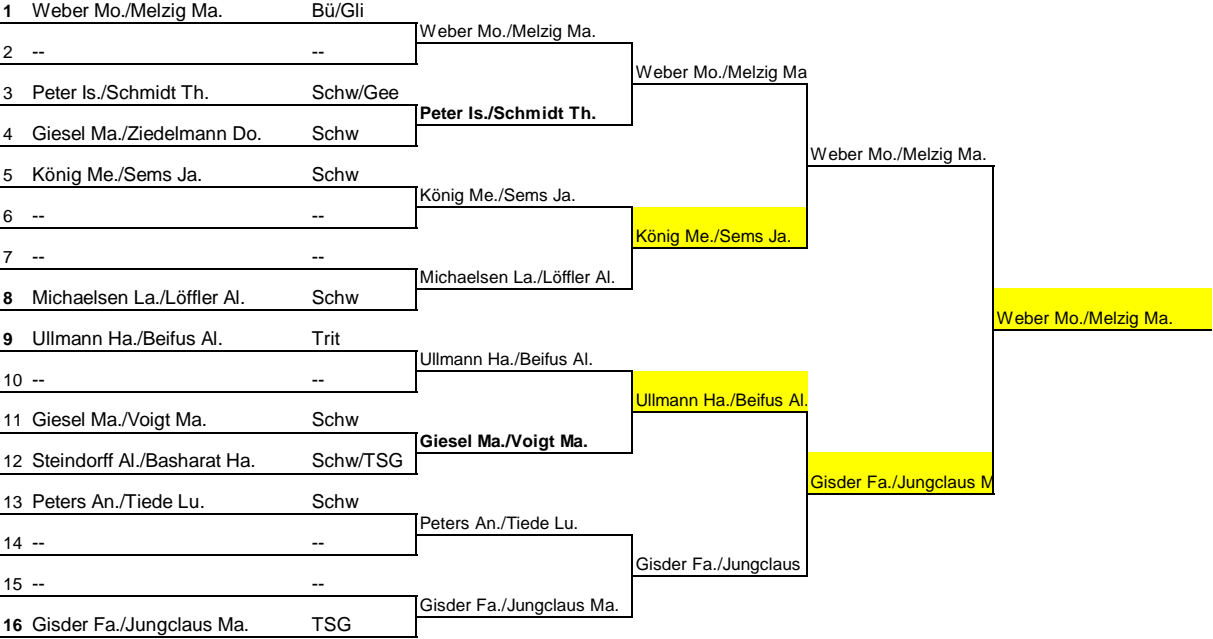 1 Weber Mo./Melzig Ma. Bü/Gli
Weber Mo./Melzig Ma.
2 -- --
Weber Mo./Melzig Ma
3 Peter Is./Schmidt Th. Schw/Gee
Peter Is./Schmidt Th.
4 Giesel Ma./Ziedelmann Do. Schw
Weber Mo./Melzig Ma.
5 König Me./Sems Ja. Schw
König Me./Sems Ja.
6 -- --
König Me./Sems Ja.
7 -- --
Michaelsen La./Löffler Al.
8 Michaelsen La./Löffler Al. Schw
Weber Mo./Melzig Ma.
9 Ullmann Ha./Beifus Al. Trit
Ullmann Ha./Beifus Al.
10 -- --
Ullmann Ha./Beifus Al.
11 Giesel Ma./Voigt Ma. Schw
Giesel Ma./Voigt Ma.
12 Steindorff Al./Basharat Ha. Schw/TSG
Gisder Fa./Jungclaus M
13 Peters An./Tiede Lu. Schw
Peters An./Tiede Lu.
14 -- --
Gisder Fa./Jungclaus
15 -- --
Gisder Fa./Jungclaus Ma.
16 Gisder Fa./Jungclaus Ma. TSG